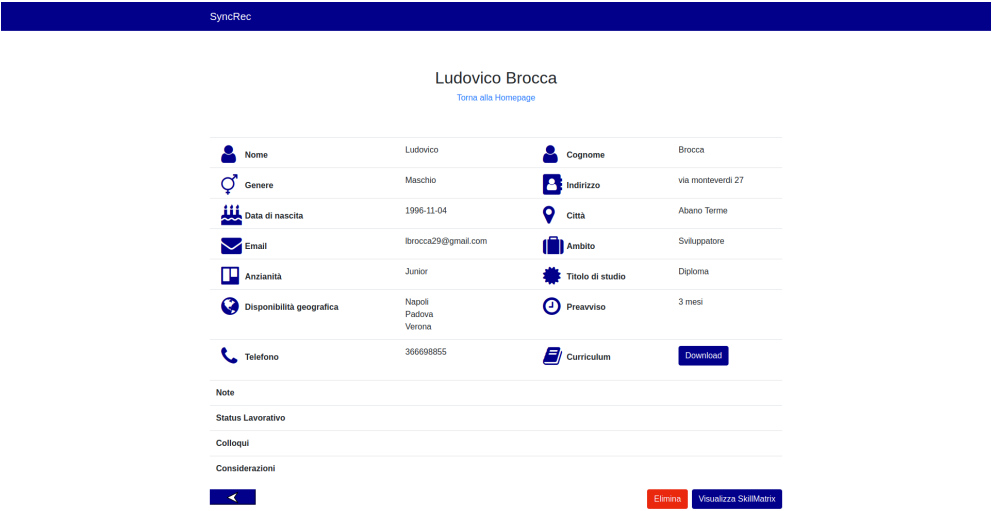 SyncRec
Ludovico Brocca
Torna alla Homepage
Nome Ludovico Cognome Brocca
Genere Maschio Indirizzo via monteverdi 27
Data di nascita 1996-11-04 Città Abano Terme
Email lbrocca29@gmail.com Ambito Sviluppatore
Anzianità Junior Titolo di studio Diploma
Disponibilità geografica Napoli Preavviso 3 mesi
Padova
Verona
Telefono 366698855 Curriculum Download
Note
Status Lavorativo
Colloqui
Considerazioni
Elimina Visualizza SkillMatrix